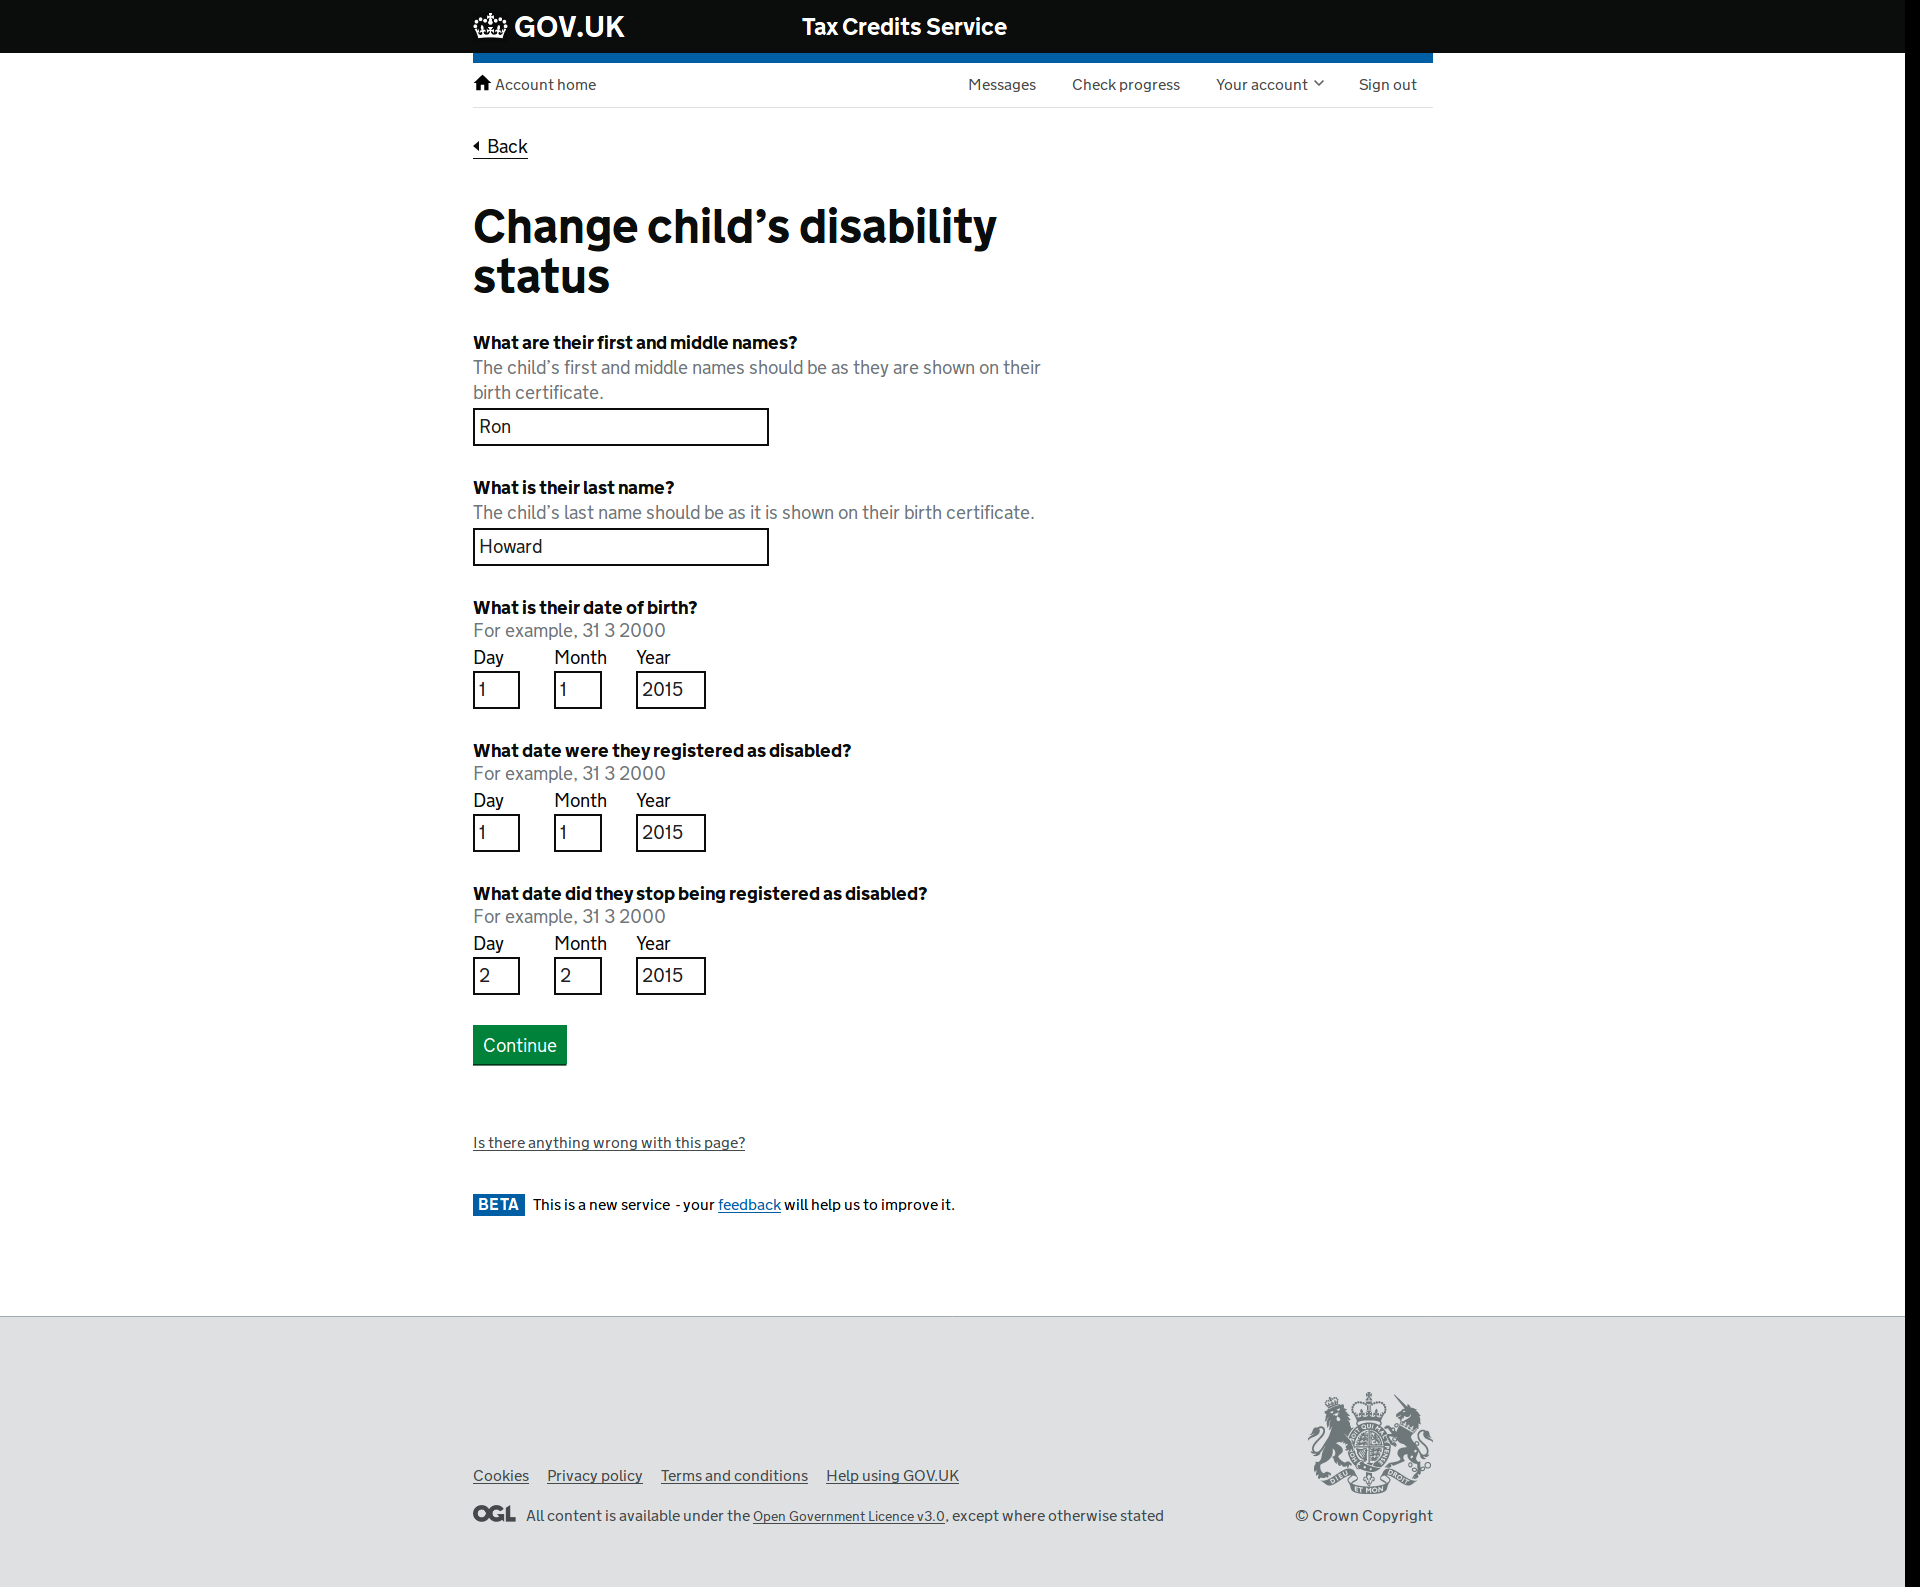 GOV.UK
Tax Credits Service
Account home
Messages
Check progress
Your account
Sign out
Back
Change child’s disability
status
What are their first and middle names?
The child’s first and middle names should be as they are shown on their
birth certificate.
Ron
What is their last name?
The child’s last name should be as it is shown on their birth certificate.
Howard
What is their date of birth?
For example, 31 3 2000
Day Month Year
1 1 2015
What date were they registered as disabled?
For example, 31 3 2000
Day Month Year
1 1 2015
What date did they stop being registered as disabled?
For example, 31 3 2000
Day Month Year
2 2 2015
Continue
Is there anything wrong with this page?
BETA This is a new service - your feedback will help us to improve it.
Cookies Privacy policy Terms and conditions Help using GOV.UK
OGL All content is available under the Open Government Licence v3.0, except where otherwise stated
DIEU ET MON DROIT
© Crown Copyright